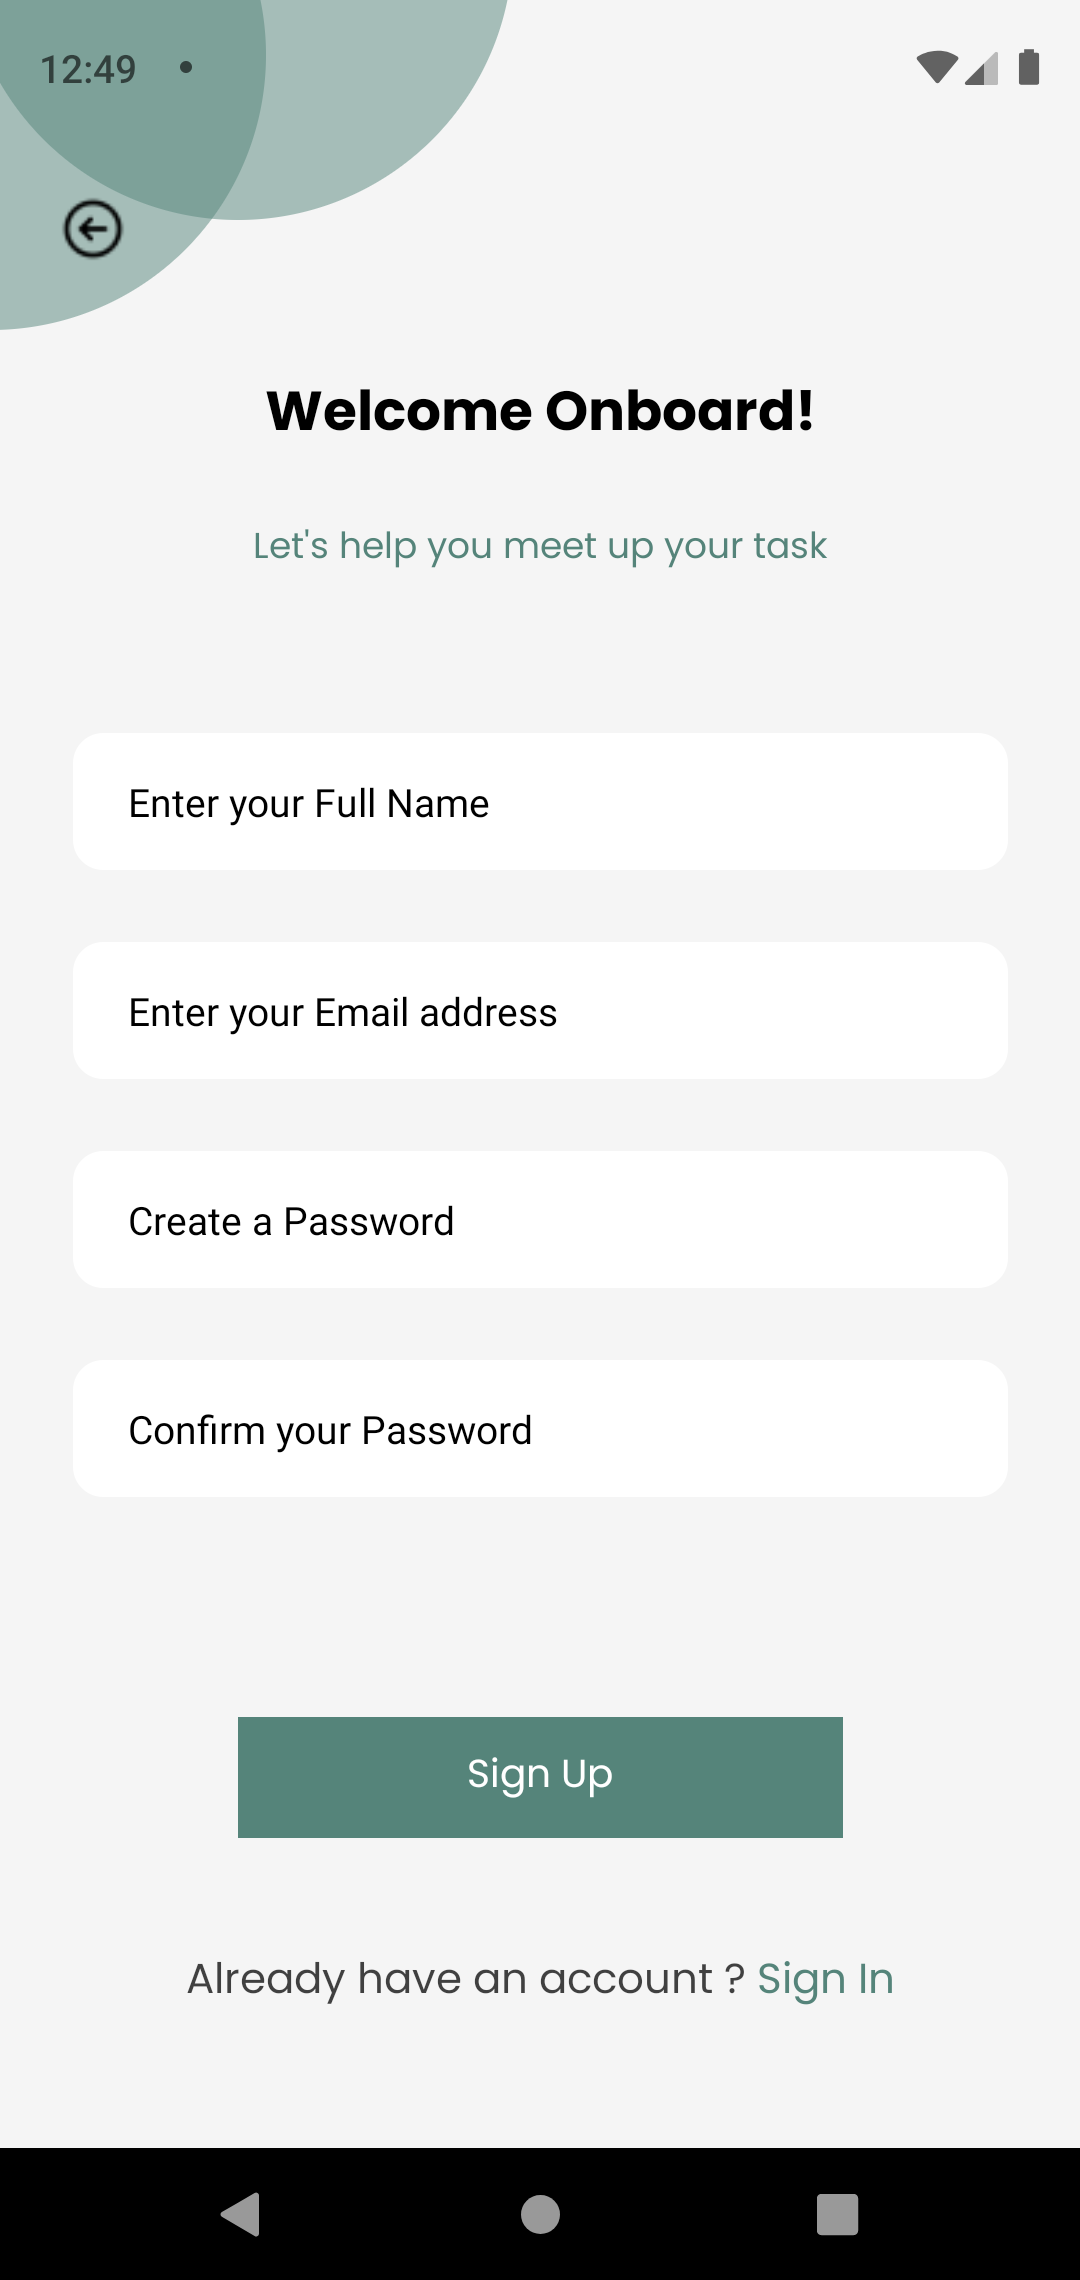 12:49
Welcome Onboard!
Let's help you meet up your task
Enter your Full Name
Enter your Email address
Create a Password
Confirm your Password
Sign Up
Already have an account ? Sign In